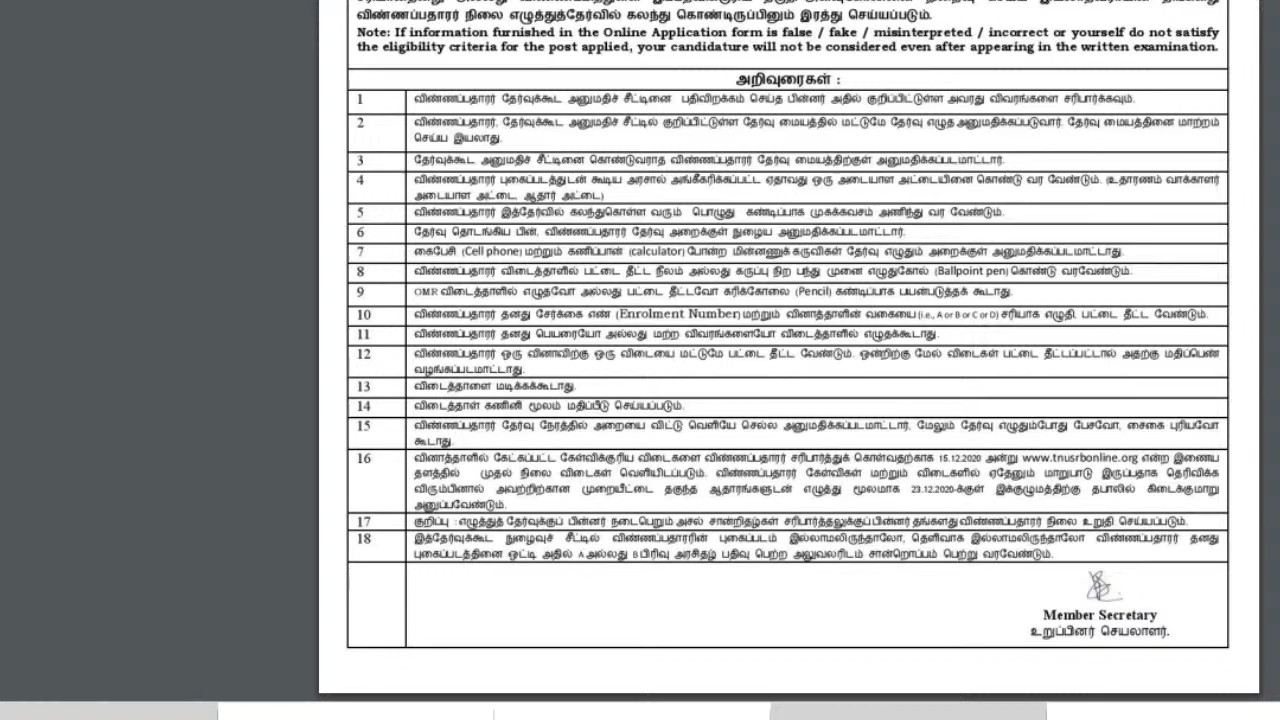 விண்ணப்பதாரர் நிலை எழுத்துத்தேர்வில் கலந்து கொண்டிருப்பினும் இரத்து செய்யப்படும்.
Note: If information furnished in the Online Application form is false / fake / misinterpreted / incorrect or yourself do not satisfy
the eligibility criteria for the post applied, your candidature will not be considered even after appearing in the written examination.
அறிவுரைகள் :
1 விண்ணப்பதாரர் தேர்வுக்கூட அனுமதிச் சீட்டினை பதிவிறக்கம் செய்த பின்னர் அதில் குறிப்பிட்டுள்ள அவரது விவரங்களை சரிபார்க்கவும்.
2 விண்ணப்பதாரர், தேர்வுக்கூட அனுமதிச் சீட்டில் குறிப்பிட்டுள்ள தேர்வு மையத்தில் மட்டுமே தேர்வு எழுத அனுமதிக்கப்படுவார். தேர்வு மையத்தினை மாற்றம்
செய்ய இயலாது.
3 தேர்வுக்கூட அனுமதிச் சீட்டினை கொண்டுவராத விண்ணப்பதாரர் தேர்வு மையத்திற்குள் அனுமதிக்கப்படமாட்டார்.
4 விண்ணப்பதாரர் புகைப்படத்துடன் கூடிய அரசால் அங்கீகரிக்கப்பட்ட ஏதாவது ஒரு அடையாள அட்டையினை கொண்டு வர வேண்டும். (உதாரணம் வாக்காளர்
அடையாள அட்டை, ஆதார் அட்டை)
5 விண்ணப்பதாரர் இத்தேர்வில் கலந்துகொள்ள வரும் பொழுது கண்டிப்பாக முகக்கவசம் அணிந்து வர வேண்டும்.
6 தேர்வு தொடங்கிய பின், விண்ணப்பதாரர் தேர்வு அறைக்குள் நுழைய அனுமதிக்கப்படமாட்டார்.
7 கைபேசி (Cell phone) மற்றும் கணிப்பான் (calculator) போன்ற மின்னணுக் கருவிகள் தேர்வு எழுதும் அறைக்குள் அனுமதிக்கப்படமாட்டாது.
8 விண்ணப்பதாரர் விடைத்தாளில் பட்டை தீட்ட நீலம் அல்லது கருப்பு நிற பந்து முனை எழுதுகோல் (Ballpoint pen) கொண்டு வரவேண்டும்.
9 OMR விடைத்தாளில் எழுதவோ அல்லது பட்டை தீட்டவோ கரிக்கோலை (Pencil) கண்டிப்பாக பயன்படுத்தக் கூடாது.
10 விண்ணப்பதாரர் தனது சேர்க்கை எண் (Enrolment Number) மற்றும் வினாத்தாளின் வகையை (i.e., A or B or C or D) சரியாக எழுதி, பட்டை தீட்ட வேண்டும்.
11 விண்ணப்பதாரர் தனது பெயரையோ அல்லது மற்ற விவரங்களையோ விடைத்தாளில் எழுதக்கூடாது.
12 விண்ணப்பதாரர் ஒரு வினாவிற்கு ஒரு விடையை மட்டுமே பட்டை தீட்ட வேண்டும். ஒன்றிற்கு மேல் விடைகள் பட்டை தீட்டப்பட்டால் அதற்கு மதிப்பெண்
வழங்கப்படமாட்டாது.
13 விடைத்தாளை மடிக்கக்கூடாது.
14 விடைத்தாள் கணினி மூலம் மதிப்பீடு செய்யப்படும்.
15 விண்ணப்பதாரர் தேர்வு நேரத்தில் அறையை விட்டு வெளியே செல்ல அனுமதிக்கப்படமாட்டார், மேலும் தேர்வு எழுதும்போது பேசவோ, சைகை புரியவோ
கூடாது.
16 வினாத்தாளில் கேட்கப்பட்ட கேள்விக்குரிய விடைகளை விண்ணப்பதாரர் சரிபார்த்துக் கொள்வதற்காக 15.12.2020 அன்று www.tnusrbonline.org என்ற இணைய
தளத்தில் முதல் நிலை விடைகள் வெளியிடப்படும். விண்ணப்பதாரர் கேள்விகள் மற்றும் விடைகளில் ஏதேனும் மாறுபாடு இருப்பதாக தெரிவிக்க
விரும்பினால் அவற்றிற்கான முறையீட்டை தகுந்த ஆதாரங்களுடன் எழுத்து மூலமாக 23.12.2020-க்குள் இக்குழுமத்திற்கு தபாலில் கிடைக்குமாறு
அனுப்பவேண்டும்.
17 குறிப்பு : எழுத்துத் தேர்வுக்குப் பின்னர் நடைபெறும் அசல் சான்றிதழ்கள் சரிபார்த்தலுக்குப் பின்னர் தங்களது விண்ணப்பதாரர் நிலை உறுதி செய்யப்படும்.
18 இத்தேர்வுக்கூட நுழைவுச் சீட்டில் விண்ணப்பதாரரின் புகைப்படம் இல்லாமலிருந்தாலோ, தெளிவாக இல்லாமலிருந்தாலோ விண்ணப்பதாரர் தனது
புகைப்படத்தினை ஒட்டி அதில் A அல்லது B பிரிவு அரசிதழ் பதிவு பெற்ற அலுவலரிடம் சான்றொப்பம் பெற்று வரவேண்டும்.
Member Secretary
உறுப்பினர் செயலாளர்.